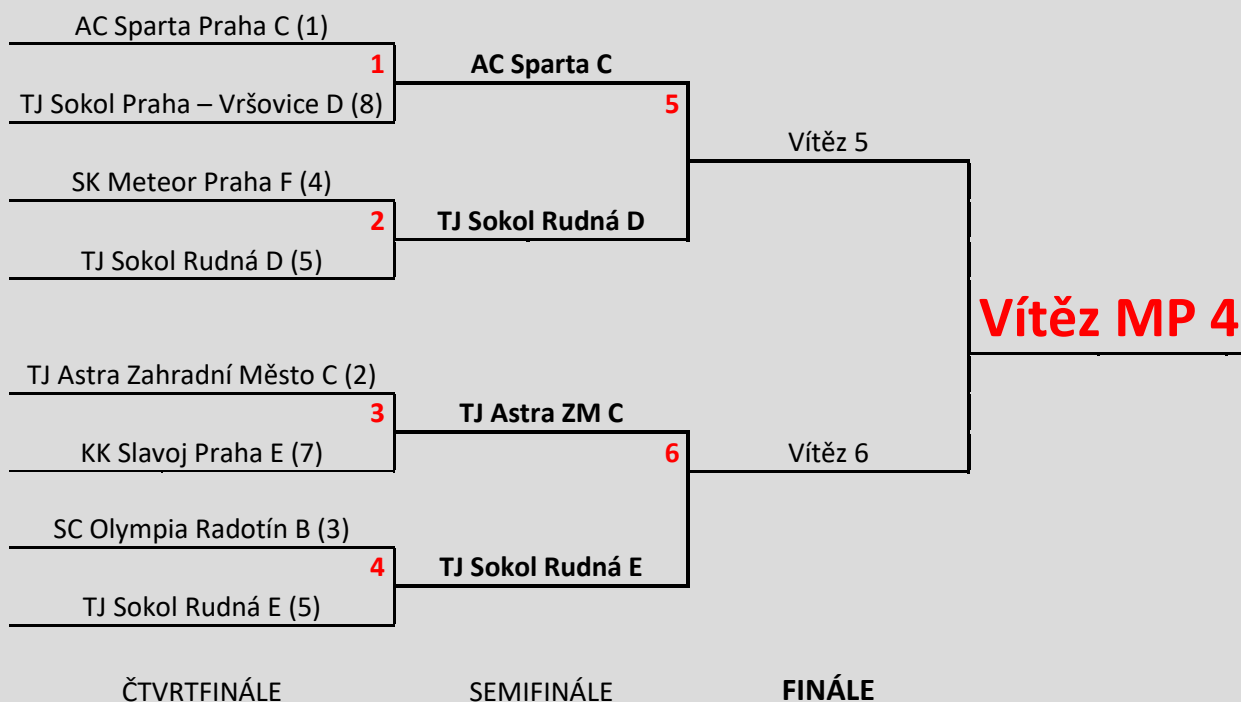 AC Sparta Praha C (1)
1
AC Sparta C
TJ Sokol Praha – Vršovice D (8)
5
Vítěz 5
SK Meteor Praha F (4)
2
TJ Sokol Rudná D
TJ Sokol Rudná D (5)
Vítěz MP 4
TJ Astra Zahradní Město C (2)
3
TJ Astra ZM C
KK Slavoj Praha E (7)
6
Vítěz 6
SC Olympia Radotín B (3)
4
TJ Sokol Rudná E
TJ Sokol Rudná E (5)
ČTVRTFINÁLE
SEMIFINÁLE
FINÁLE